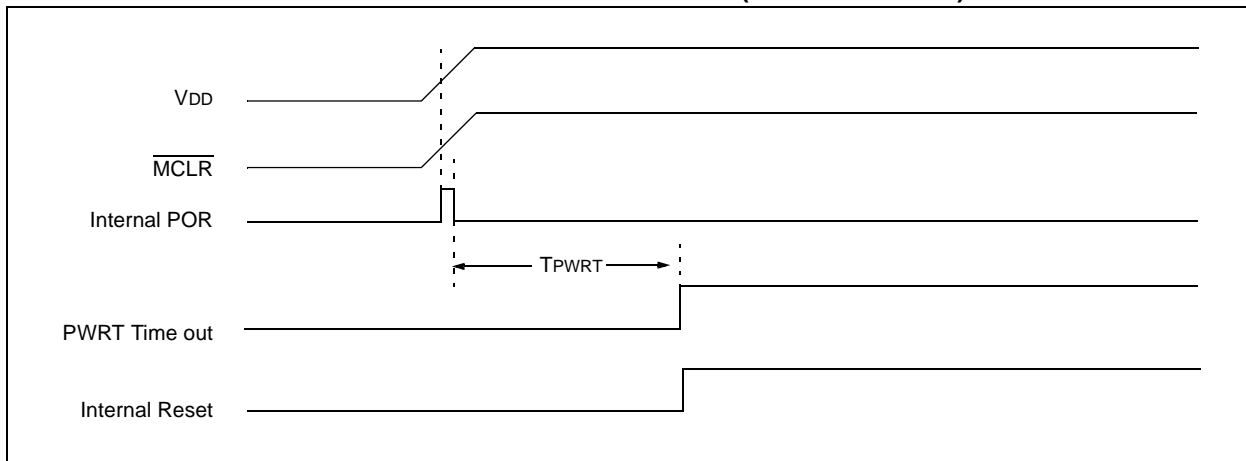 VDD
MCLR
Internal POR
TPWRT
PWRT Time out
Internal Reset